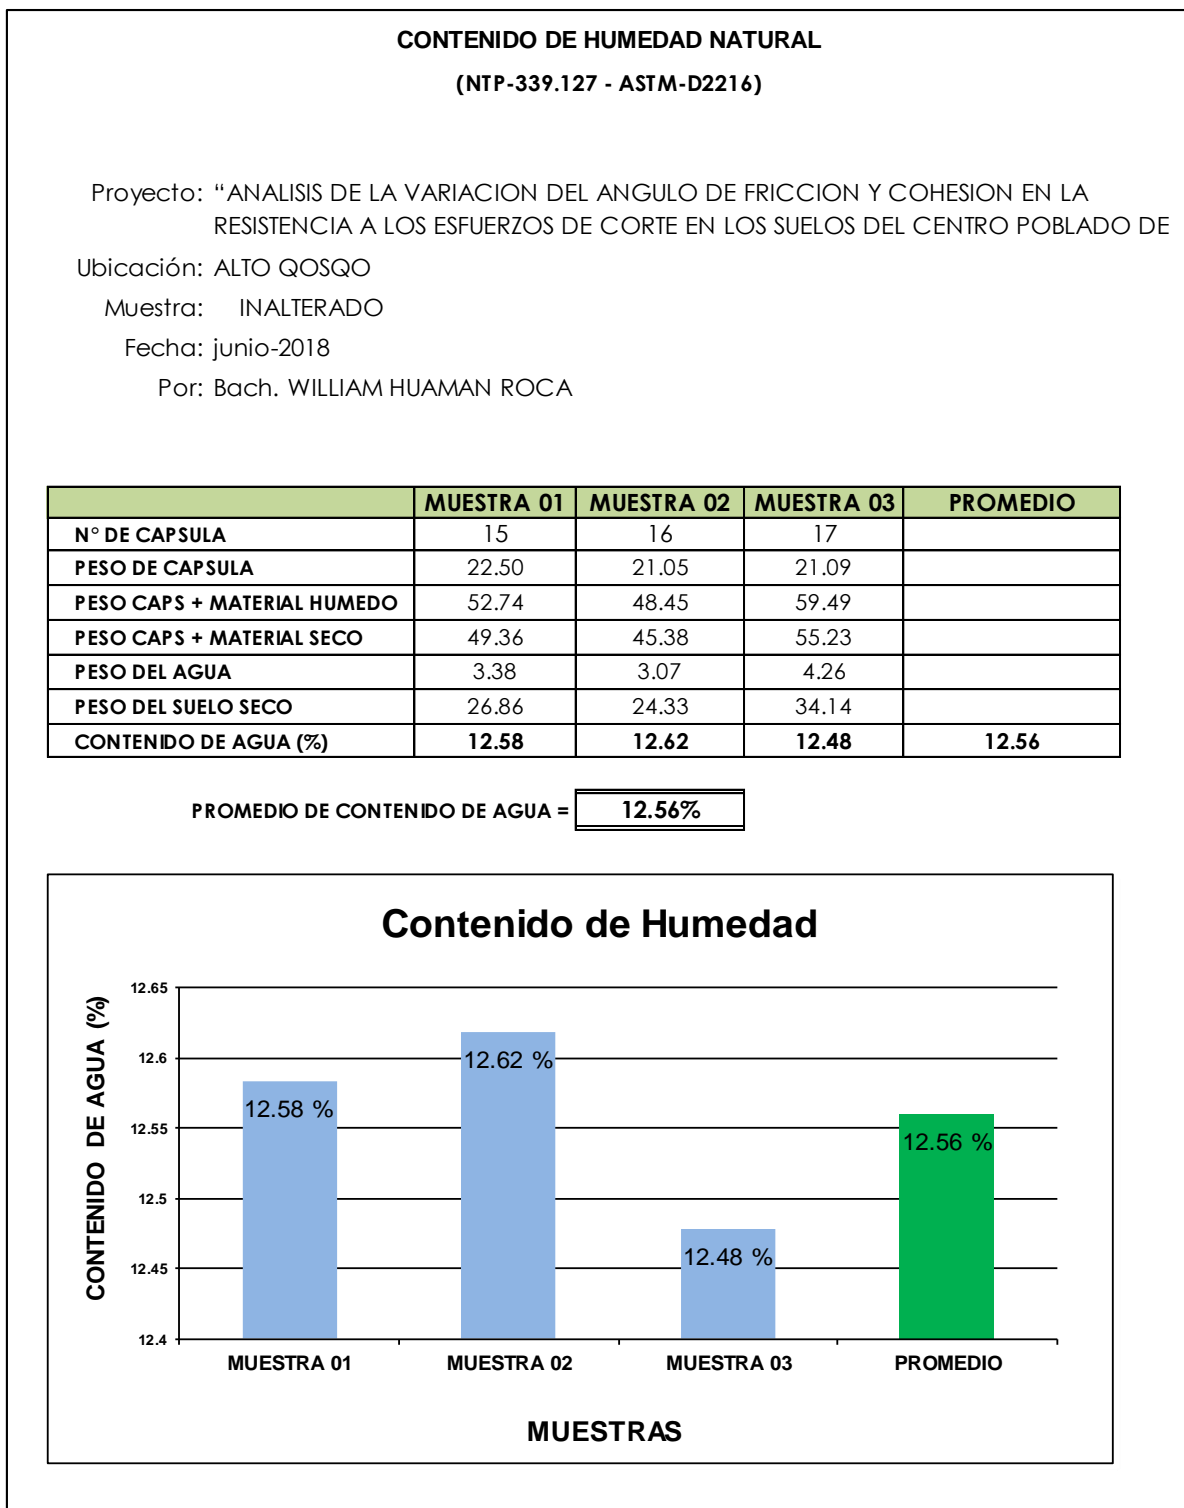 CONTENIDO DE HUMEDAD NATURAL
(NTP-339.127 - ASTM-D2216)
Proyecto: “ANALISIS DE LA VARIACION DEL ANGULO DE FRICCION Y COHESION EN LA
RESISTENCIA A LOS ESFUERZOS DE CORTE EN LOS SUELOS DEL CENTRO POBLADO DE
Ubicación: ALTO QOSQO
Muestra: INALTERADO
Fecha: junio-2018
Por: Bach. WILLIAM HUAMAN ROCA
MUESTRA 01 MUESTRA 02 MUESTRA 03 PROMEDIO
N° DE CAPSULA 15 16 17
PESO DE CAPSULA 22.50 21.05 21.09
PESO CAPS + MATERIAL HUMEDO 52.74 48.45 59.49
PESO CAPS + MATERIAL SECO 49.36 45.38 55.23
PESO DEL AGUA 3.38 3.07 4.26
PESO DEL SUELO SECO 26.86 24.33 34.14
CONTENIDO DE AGUA (%) 12.58 12.62 12.48 12.56
PROMEDIO DE CONTENIDO DE AGUA = 12.56%
Contenido de Humedad
CONTENIDO DE AGUA (%)
12.65
12.6
12.55
12.5
12.45
12.4
12.58 %
12.62 %
12.48 %
12.56 %
MUESTRA 01 MUESTRA 02 MUESTRA 03 PROMEDIO
MUESTRAS